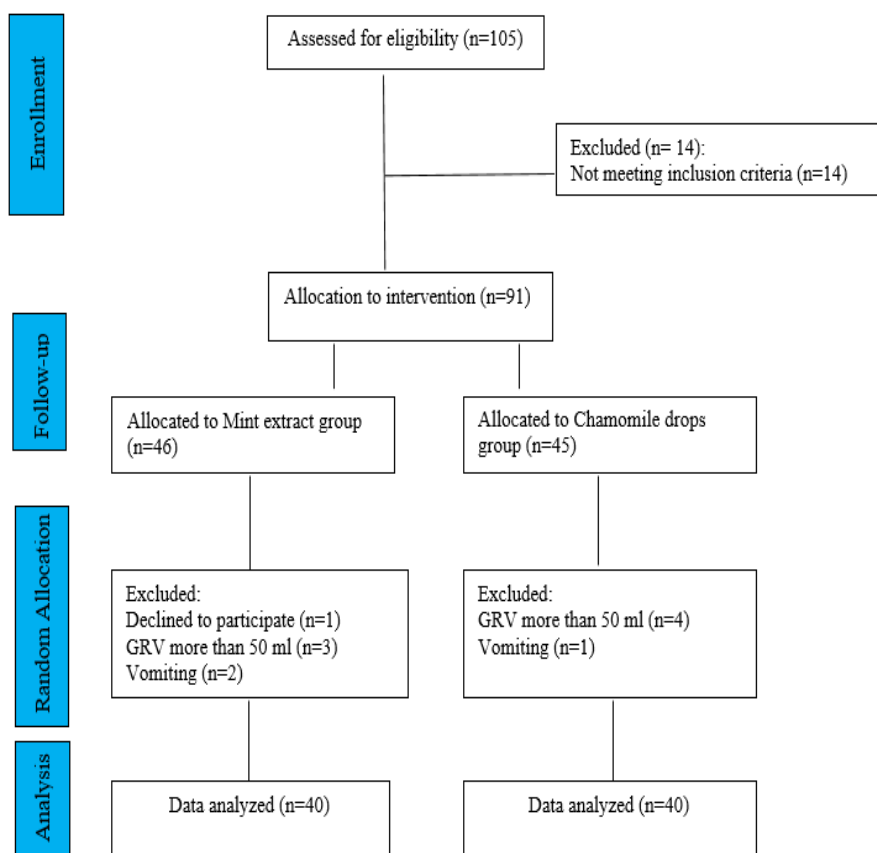 Enrollment
Assessed for eligibility (n=105)
Excluded (n= 14):
Not meeting inclusion criteria (n=14)
Allocation to intervention (n=91)
Follow-up
Allocated to Mint extract group
(n=46)
Allocated to Chamomile drops
group (n=45)
Random Allocation
Excluded:
Declined to participate (n=1)
GRV more than 50 ml (n=3)
Vomiting (n=2)
Excluded:
GRV more than 50 ml (n=4)
Vomiting (n=1)
Analysis
Data analyzed (n=40)
Data analyzed (n=40)